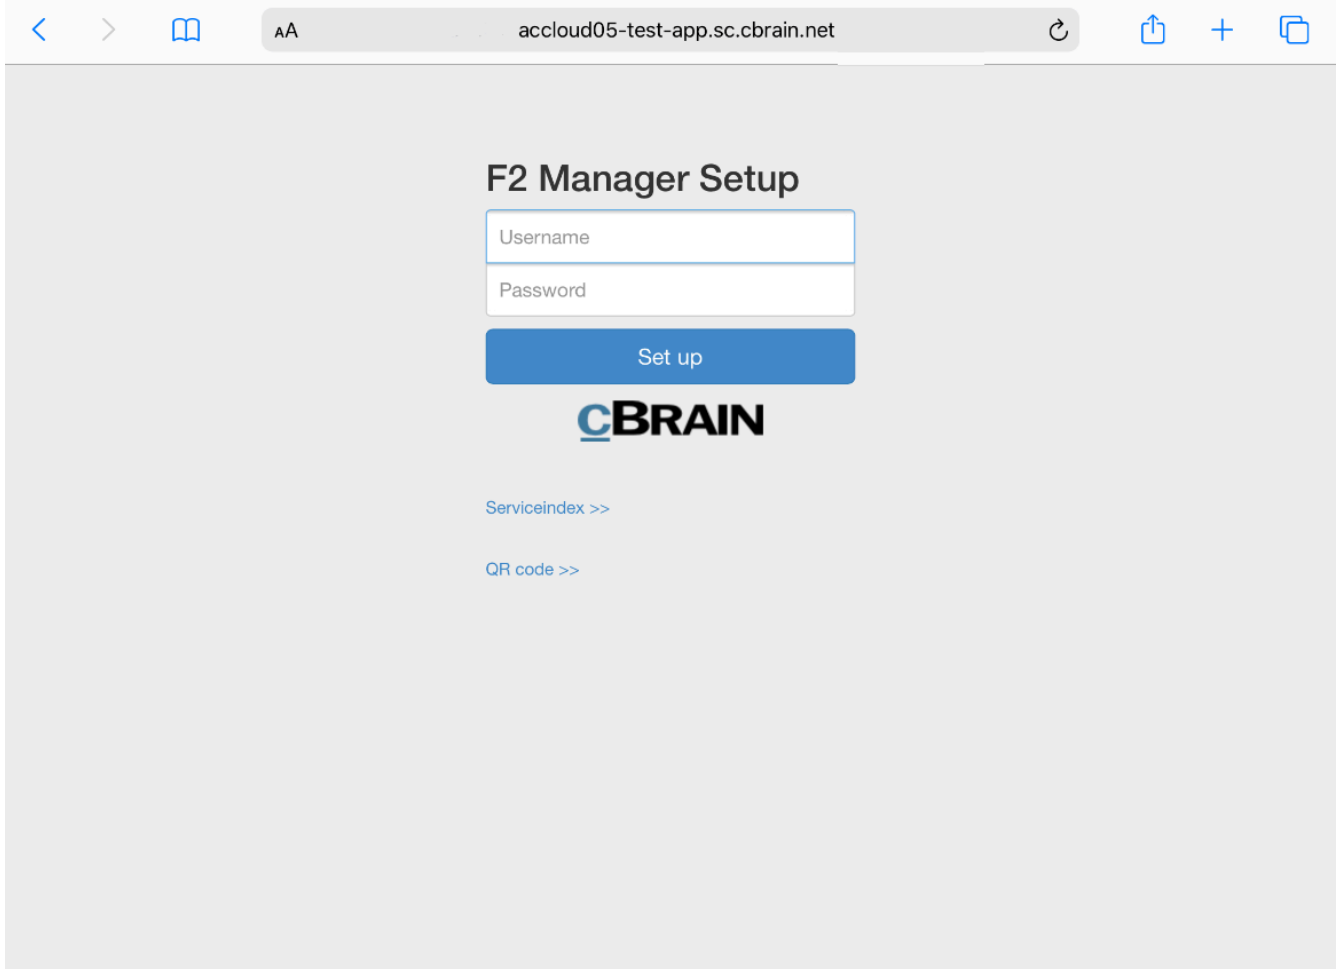 AA
accloud05-test-app.sc.cbrain.net
F2 Manager Setup
Username
Password
Set up
cBRAIN
Serviceindex >>
QR code >>